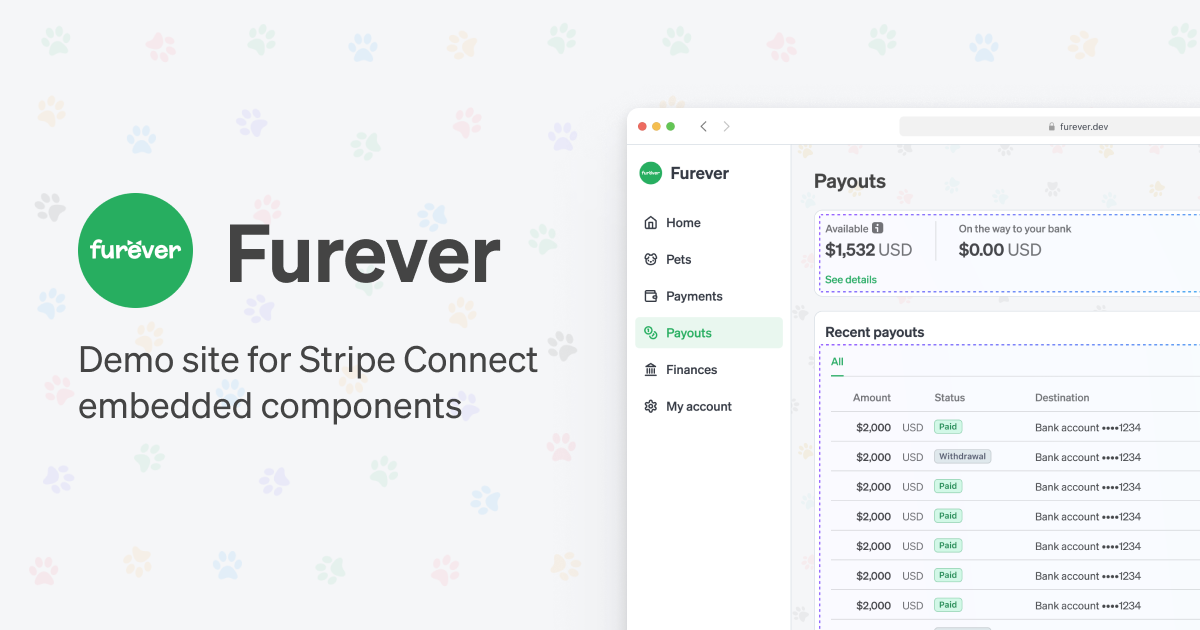 furever
Furever
Demo site for Stripe Connect
embedded components
furever.dev
furever
Furever
Home
Pets
Payments
Payouts
Finances
My account
Payouts
Available
$1,532 USD
See details
On the way to your bank
$0.00 USD
Recent payouts
All
Amount Status Destination
$2,000 USD Paid Bank account ••••1234
$2,000 USD Withdrawal Bank account ••••1234
$2,000 USD Paid Bank account ••••1234
$2,000 USD Paid Bank account ••••1234
$2,000 USD Paid Bank account ••••1234
$2,000 USD Paid Bank account ••••1234
$2,000 USD Paid Bank account ••••1234